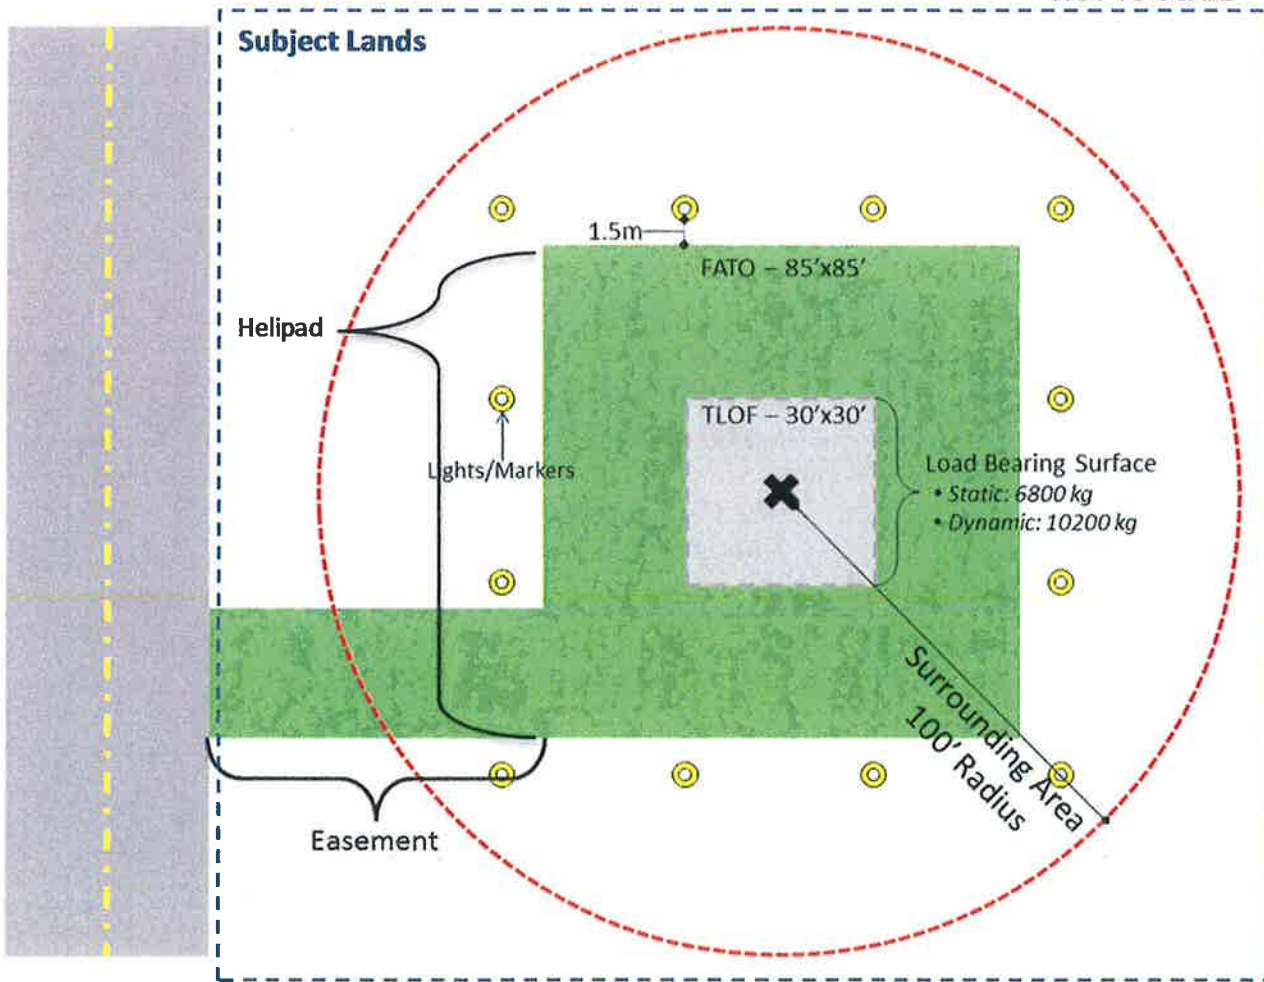 Subject Lands
1.5m
FATO – 85'x85'
Helipad
TLOF – 30'x30'
Lights/Markers
Load Bearing Surface
• Static: 6800 kg
• Dynamic: 10200 kg
Surrounding Area
100' Radius
Easement